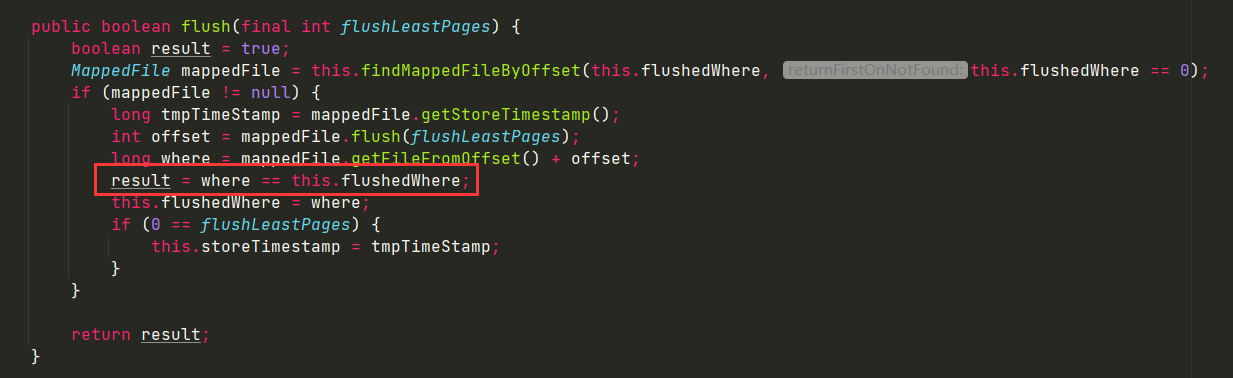 public boolean flush(final int flushLeastPages) {
boolean result = true;
MappedFile mappedFile = this.findMappedFileByOffset(this.flushedWhere, returnFirstOnNotFound: this.flushedWhere == 0);
if (mappedFile != null) {
long tmpTimeStamp = mappedFile.getStoreTimestamp();
int offset = mappedFile.flush(flushLeastPages);
long where = mappedFile.getFileFromOffset() + offset;
result = where == this.flushedWhere;
this.flushedWhere = where;
if (0 == flushLeastPages) {
this.storeTimestamp = tmpTimeStamp;
}
}
return result;
}